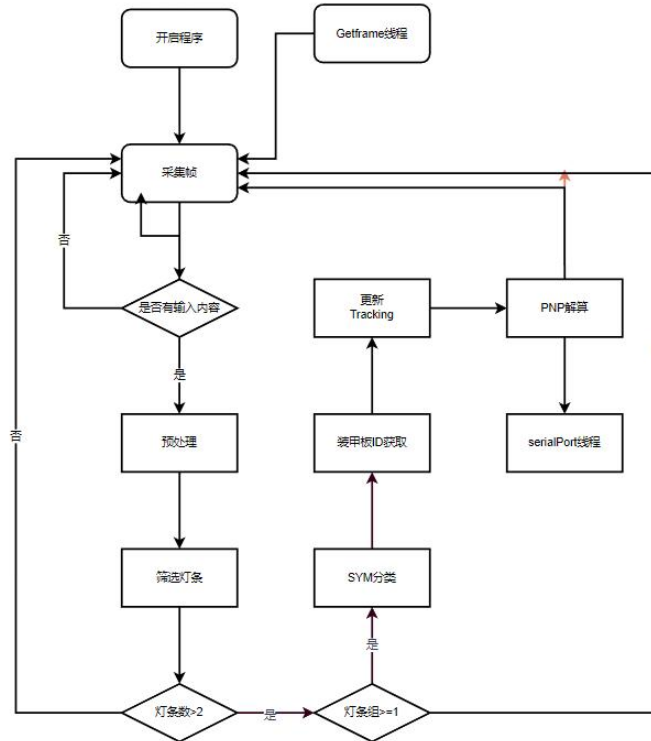 开启程序
Getframe线程
采集帧
否
是否有输入内容
更新
Tracking
PNP解算
是
否
预处理
装甲板ID获取
serialPort线程
筛选灯条
SYM分类
是
灯条数>2
是
灯条组>=1